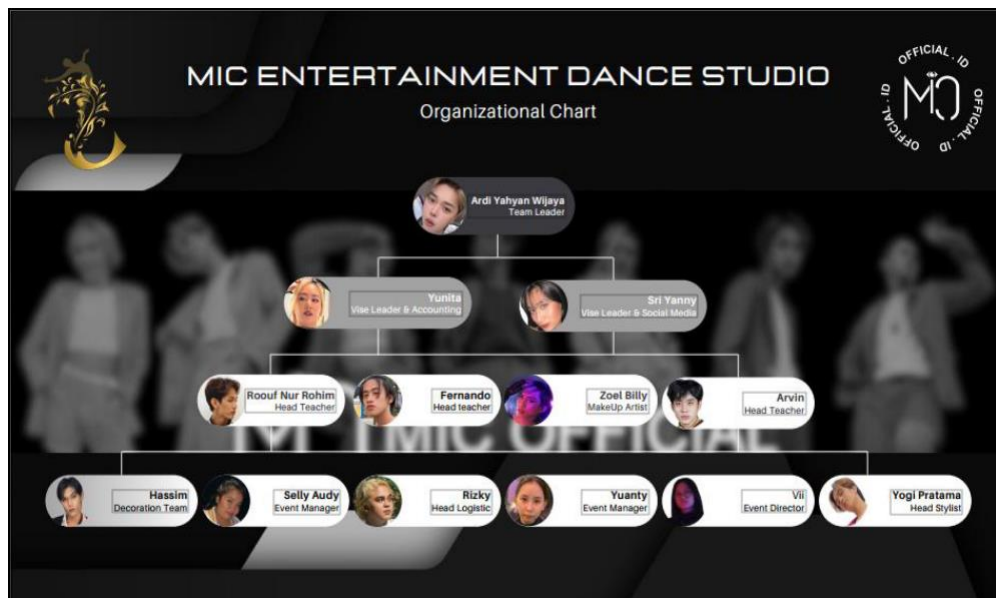 MIC ENTERTAINMENT DANCE STUDIO
Organizational Chart
OFFICIAL . ID
OFFICIAL . ID
OFFICIAL . ID
MIC
Ardi Yahyan Wijaya
Team Leader
Yunita
Vise Leader & Accounting
Sri Yanny
Vise Leader & Social Media
Roouf Nur Rohim
Head Teacher
Fernando
Head teacher
Zoel Billy
MakeUp Artist
Arvin
Head Teacher
MIC OFFICIAL
Hassim
Decoration Team
Selly Audy
Event Manager
Rizky
Head Logistic
Yuanty
Event Manager
Vii
Event Director
Yogi Pratama
Head Stylist